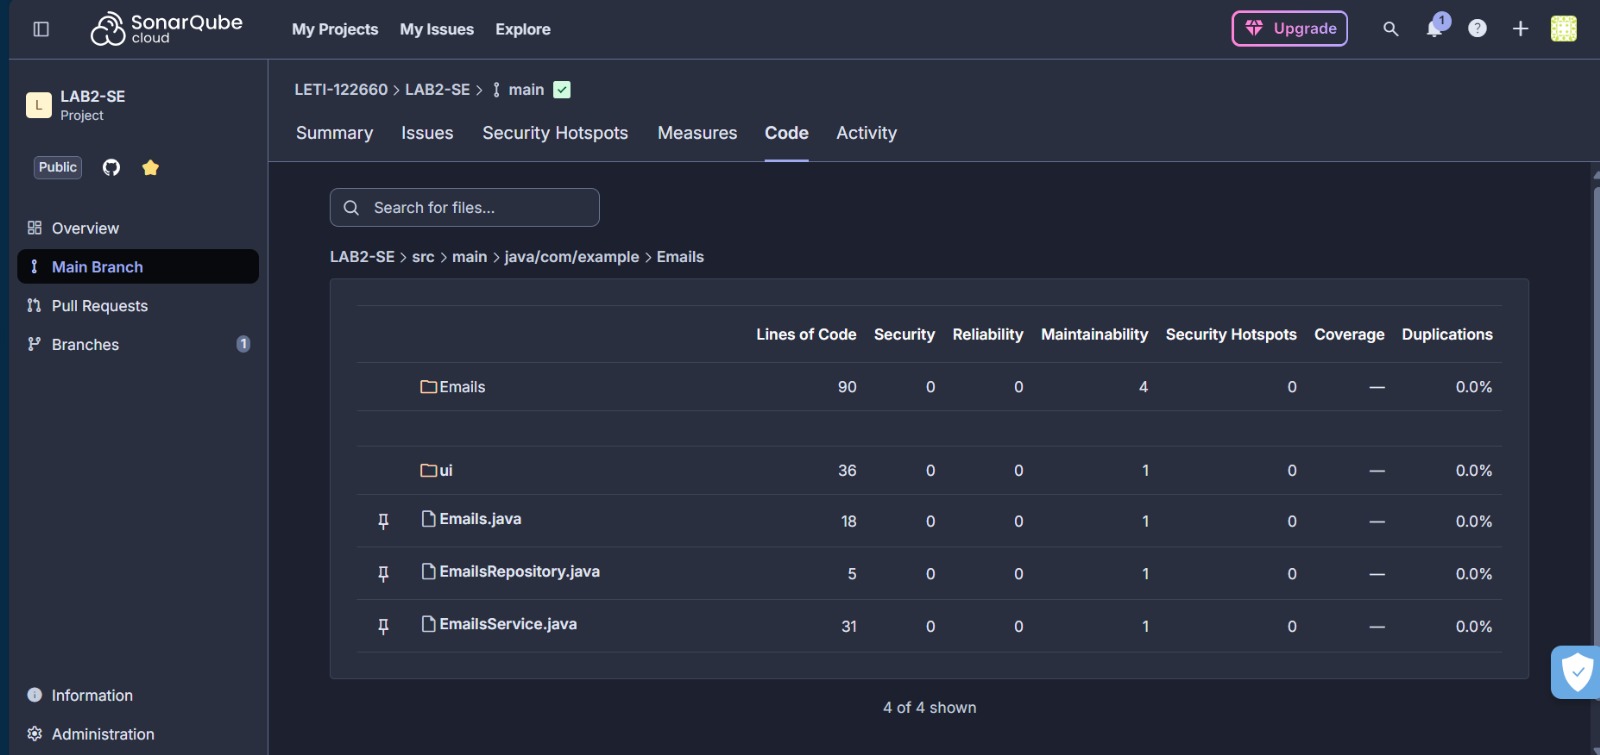 SonarQube cloud My Projects My Issues Explore Upgrade 1 ?
L LAB2-SE
Project
Public
Overview
Main Branch
Pull Requests
Branches 1
Information
Administration
LETI-122660 > LAB2-SE > main
Summary Issues Security Hotspots Measures Code Activity
Search for files...
LAB2-SE > src > main > java/com/example > Emails
Lines of Code Security Reliability Maintainability Security Hotspots Coverage Duplications
Emails 90 0 0 4 0 — 0.0%
ui 36 0 0 1 0 — 0.0%
Emails.java 18 0 0 1 0 — 0.0%
EmailsRepository.java 5 0 0 1 0 — 0.0%
EmailsService.java 31 0 0 1 0 — 0.0%
4 of 4 shown